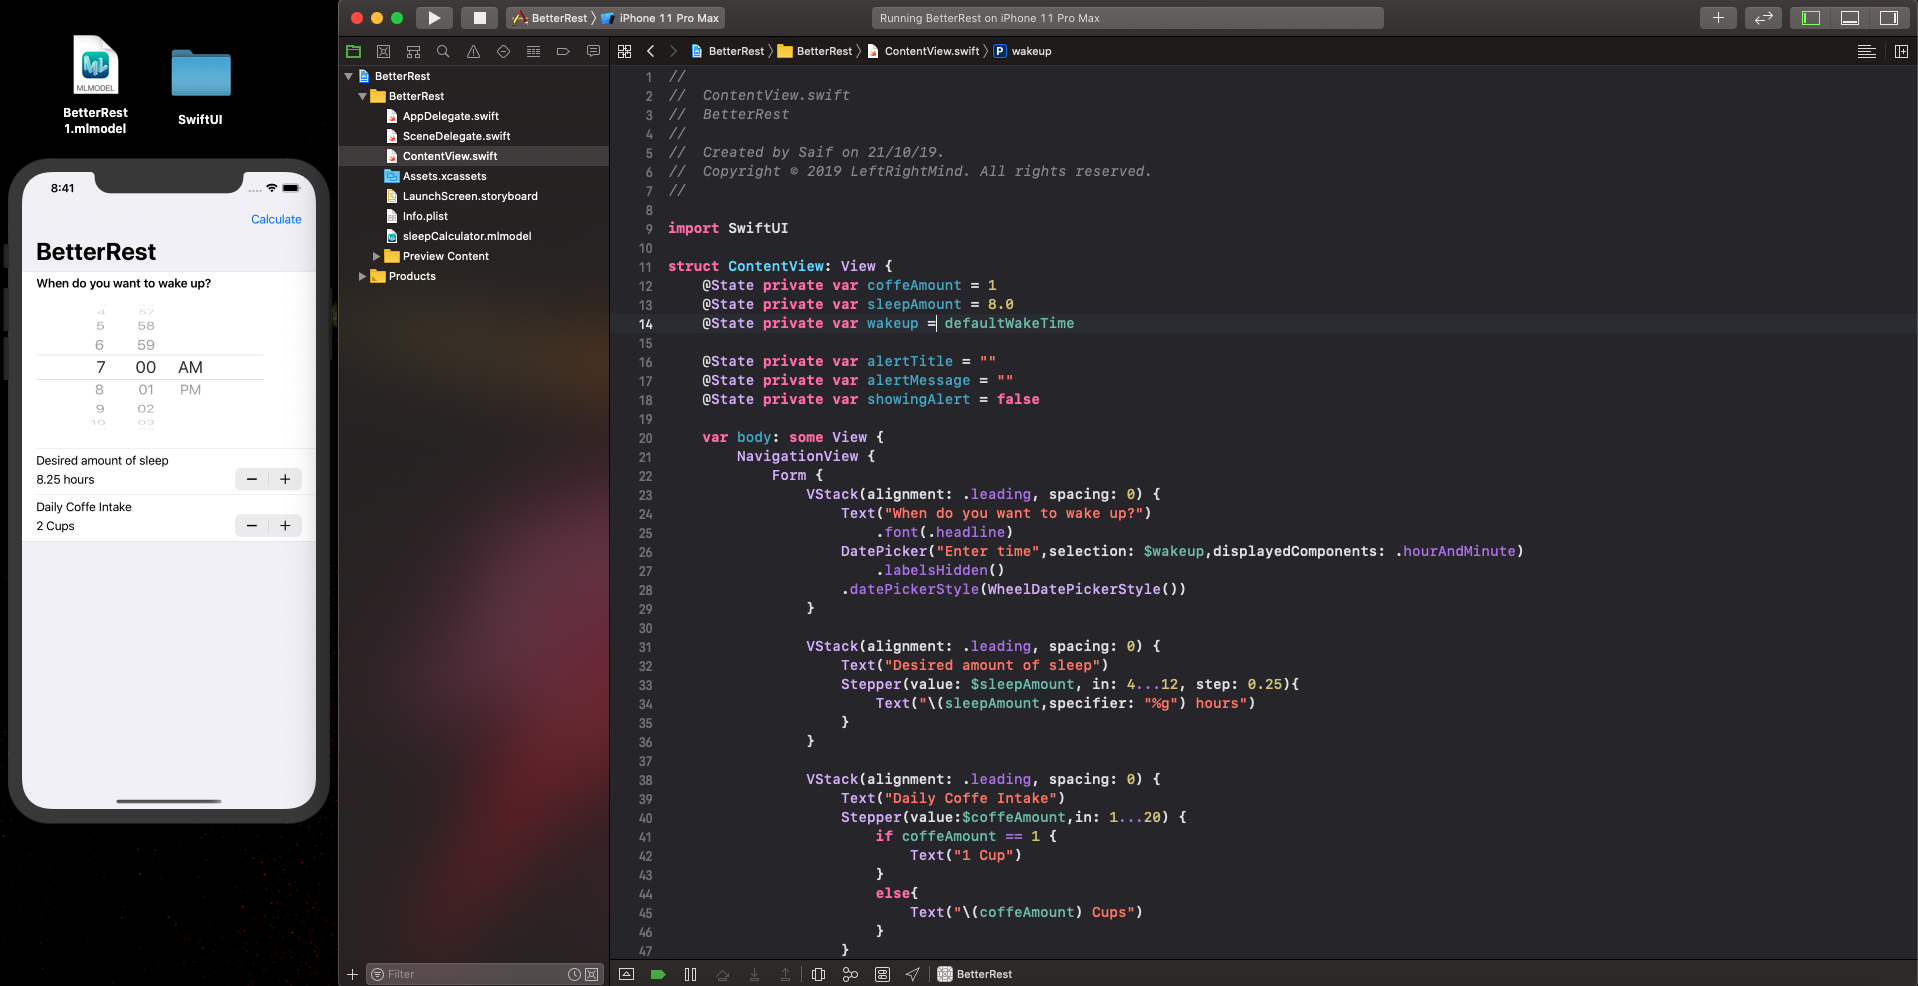 BetterRest
1.mlmodel
MLMODEL
SwiftUI
8:41
Calculate
BetterRest
When do you want to wake up?
4 57
5 58
6 59
7 00 AM
8 01 PM
9 02
10 03
Desired amount of sleep
8.25 hours
Daily Coffe Intake
2 Cups
BetterRest iPhone 11 Pro Max
Running BetterRest on iPhone 11 Pro Max
BetterRest
BetterRest
AppDelegate.swift
SceneDelegate.swift
ContentView.swift
Assets.xcassets
LaunchScreen.storyboard
Info.plist
sleepCalculator.mlmodel
Preview Content
Products
Filter
BetterRest BetterRest ContentView.swift P wakeup
1 //
2 //  ContentView.swift
3 //  BetterRest
4 //
5 //  Created by Saif on 21/10/19.
6 //  Copyright © 2019 LeftRightMind. All rights reserved.
7 //
8
9 import SwiftUI
10
11 struct ContentView: View {
12     @State private var coffeAmount = 1
13     @State private var sleepAmount = 8.0
14     @State private var wakeup = defaultWakeTime
15
16     @State private var alertTitle = ""
17     @State private var alertMessage = ""
18     @State private var showingAlert = false
19
20     var body: some View {
21         NavigationView {
22             Form {
23                 VStack(alignment: .leading, spacing: 0) {
24                     Text("When do you want to wake up?")
25                         .font(.headline)
26                     DatePicker("Enter time",selection: $wakeup,displayedComponents: .hourAndMinute)
27                         .labelsHidden()
28                     .datePickerStyle(WheelDatePickerStyle())
29                 }
30
31                 VStack(alignment: .leading, spacing: 0) {
32                     Text("Desired amount of sleep")
33                     Stepper(value: $sleepAmount, in: 4...12, step: 0.25){
34                         Text("\(sleepAmount,specifier: "%g") hours")
35                     }
36                 }
37
38                 VStack(alignment: .leading, spacing: 0) {
39                     Text("Daily Coffe Intake")
40                     Stepper(value:$coffeAmount,in: 1...20) {
41                         if coffeAmount == 1 {
42                             Text("1 Cup")
43                         }
44                         else{
45                             Text("\(coffeAmount) Cups")
46                         }
47                     }
BetterRest